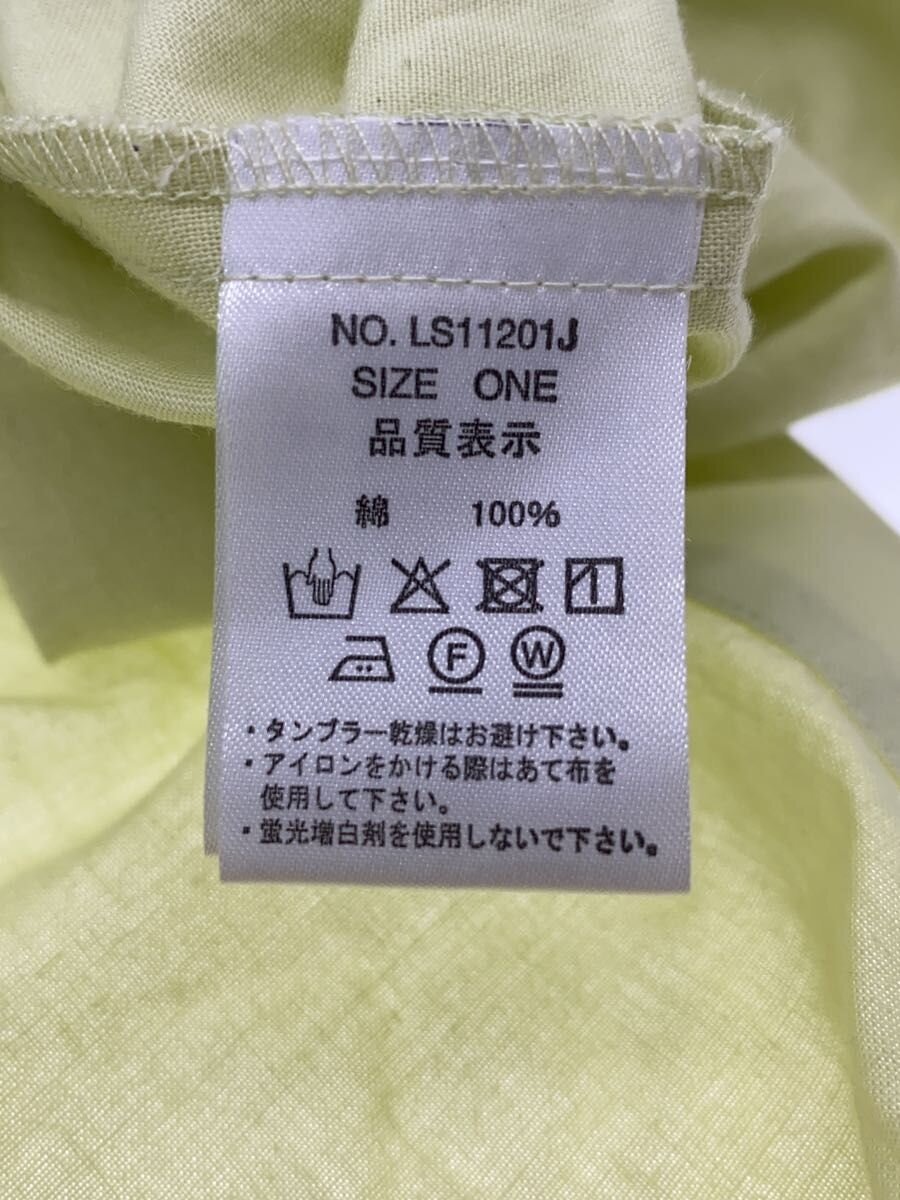 NO. LS11201J
SIZE ONE
品質表示
綿 100%
F W
・タンブラー乾燥はお避け下さい。
・アイロンをかける際はあて布を
使用して下さい。
・蛍光増白剤を使用しないで下さい。